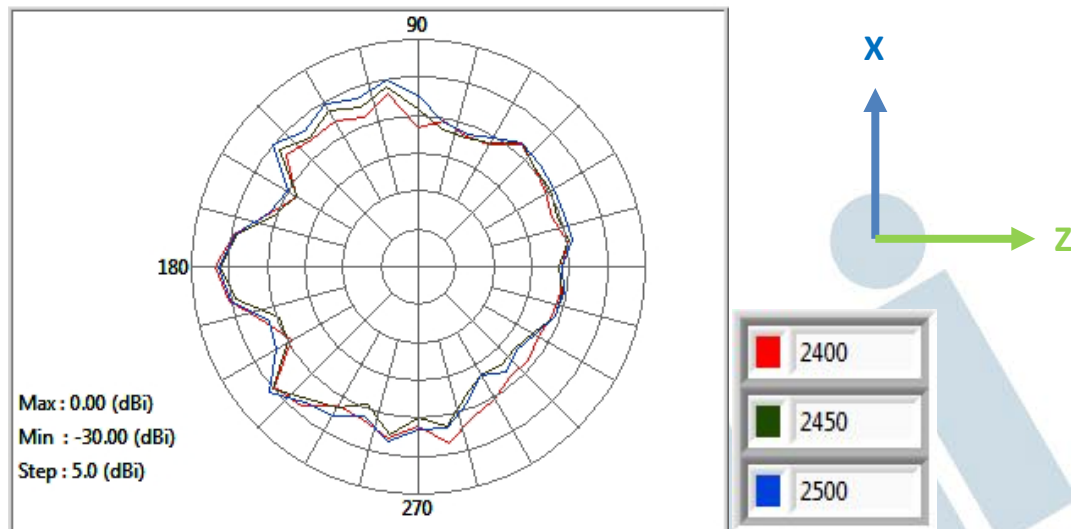 90
180
270
Max : 0.00 (dBi)
Min : -30.00 (dBi)
Step : 5.0 (dBi)
X
Z
2400
2450
2500